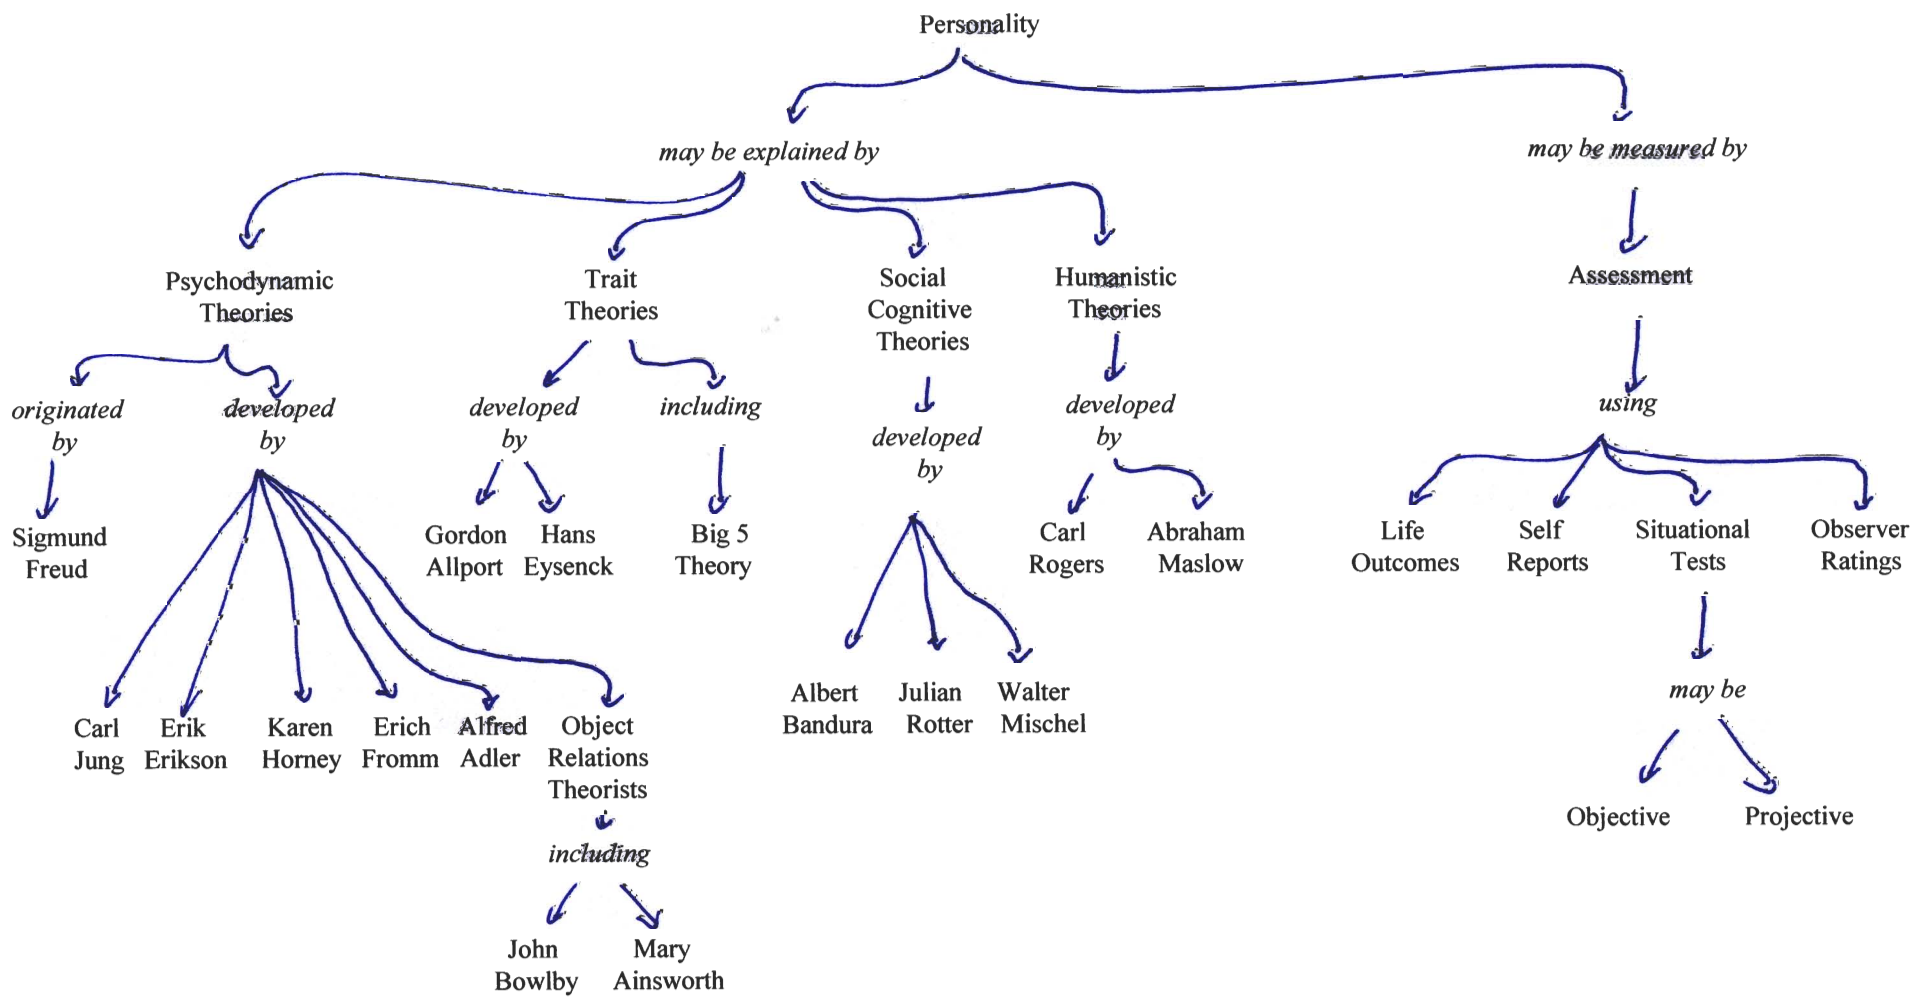 Personality
may be explained by
may be measured by
Psychodynamic
Theories
Trait
Theories
Social
Cognitive
Theories
Humanistic
Theories
Assessment
originated
by
developed
by
developed
by
including
developed
by
developed
by
using
Sigmund
Freud
Gordon
Allport
Hans
Eysenck
Big 5
Theory
Carl
Rogers
Abraham
Maslow
Life
Outcomes
Self
Reports
Situational
Tests
Observer
Ratings
Carl
Jung
Erik
Erikson
Karen
Horney
Erich
Fromm
Alfred
Adler
Object
Relations
Theorists
Albert
Bandura
Julian
Rotter
Walter
Mischel
may be
Objective
Projective
including
John
Bowlby
Mary
Ainsworth